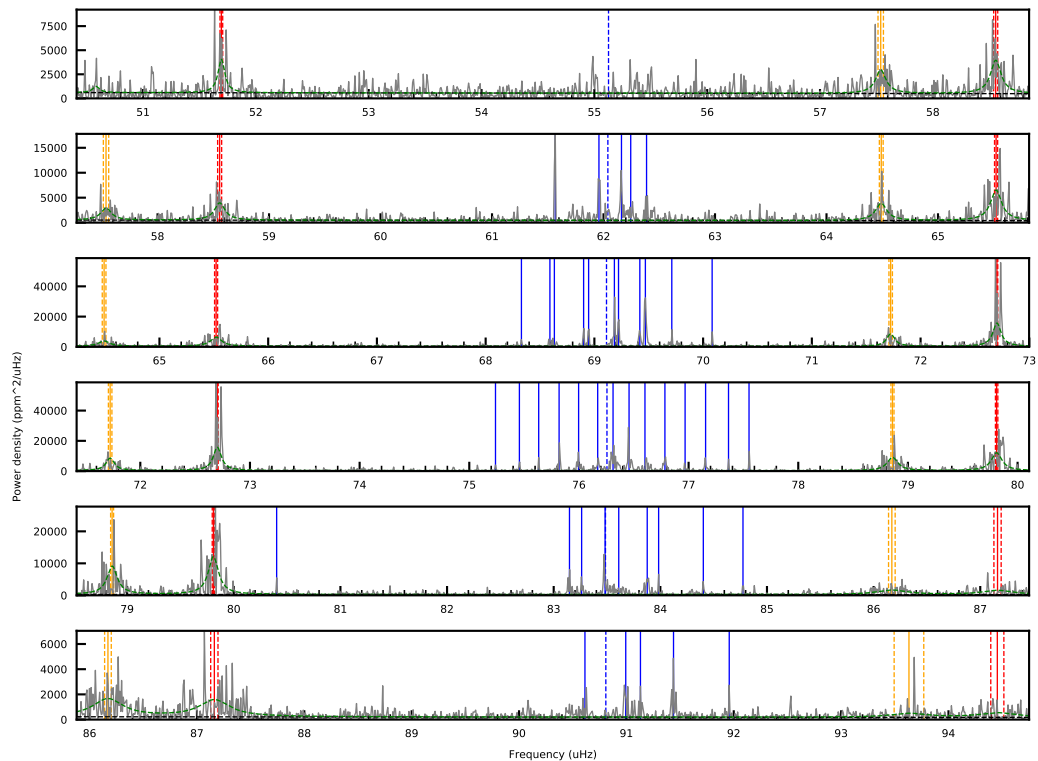 7500
5000
2500
0
51 52 53 54 55 56 57 58
15000
10000
5000
0
58 59 60 61 62 63 64 65
40000
20000
0
65 66 67 68 69 70 71 72 73
Power density (ppm^2/uHz)
40000
20000
0
72 73 74 75 76 77 78 79 80
20000
10000
0
79 80 81 82 83 84 85 86 87
6000
4000
2000
0
86 87 88 89 90 91 92 93 94
Frequency (uHz)